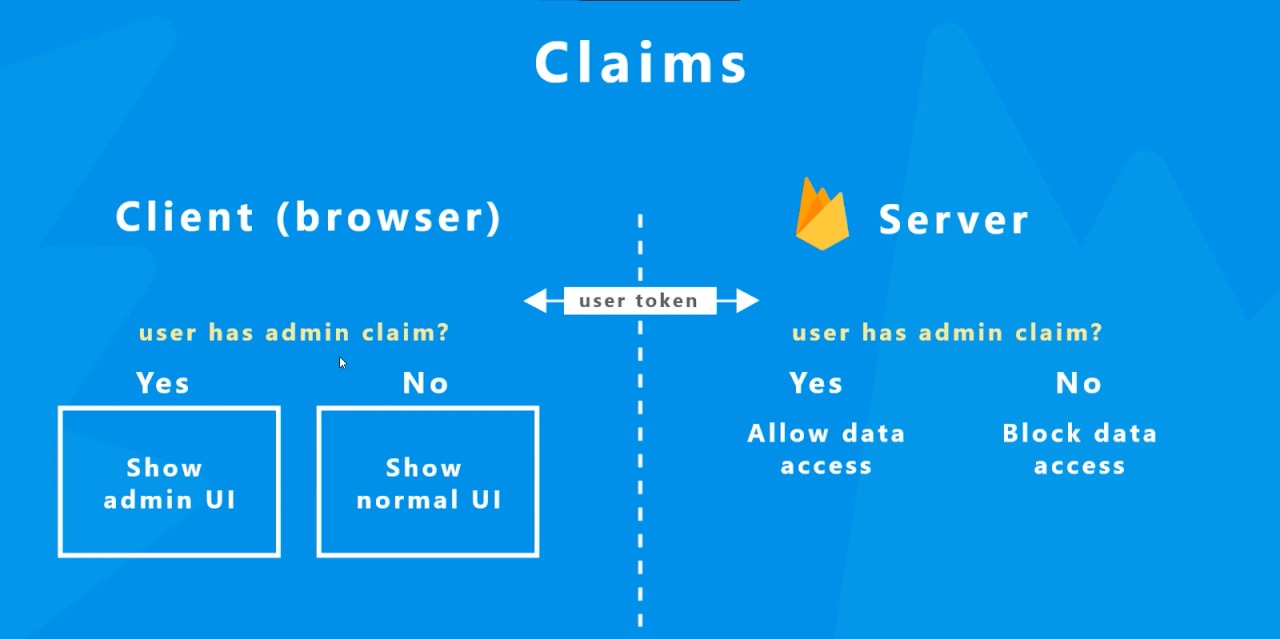 Claims
Client (browser)
Server
user token
user has admin claim?
Yes
No
Show
admin UI
Show
normal UI
user has admin claim?
Yes
No
Allow data
access
Block data
access